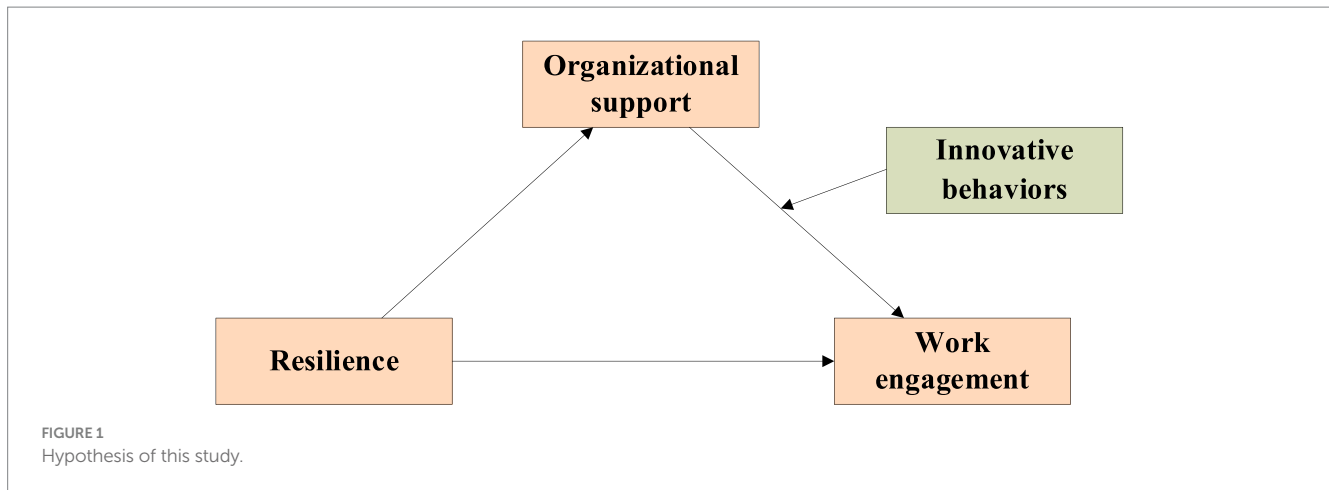 Organizational
support
Innovative
behaviors
Resilience
Work
engagement
FIGURE 1
Hypothesis of this study.